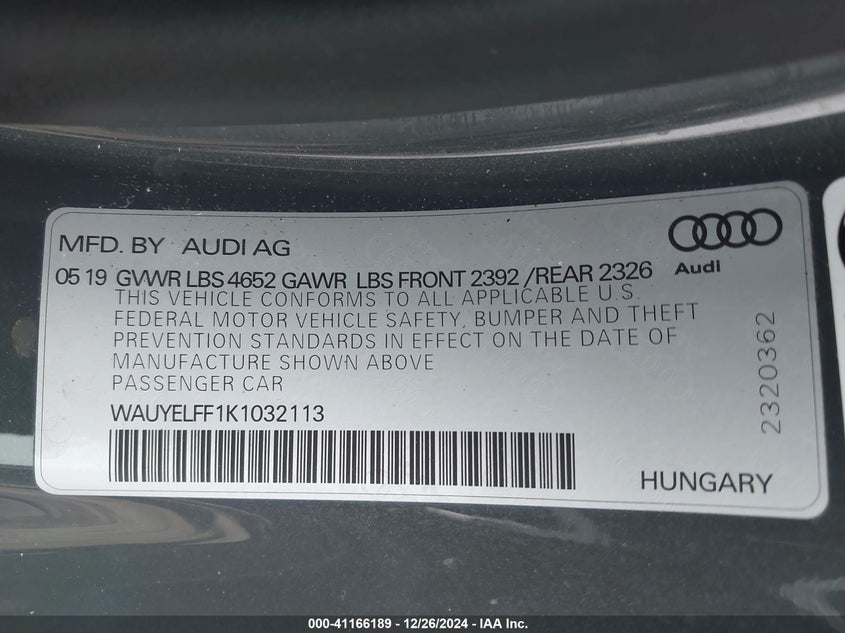 MFD. BY AUDI AG
Audi
05 19 GVWR LBS 4652 GAWR LBS FRONT 2392 /REAR 2326
THIS VEHICLE CONFORMS TO ALL APPLICABLE U.S.
FEDERAL MOTOR VEHICLE SAFETY, BUMPER AND THEFT
PREVENTION STANDARDS IN EFFECT ON THE DATE OF
MANUFACTURE SHOWN ABOVE
PASSENGER CAR
WAUYELFF1K1032113
HUNGARY
2320362
000-41166189 - 12/26/2024 - IAA Inc.